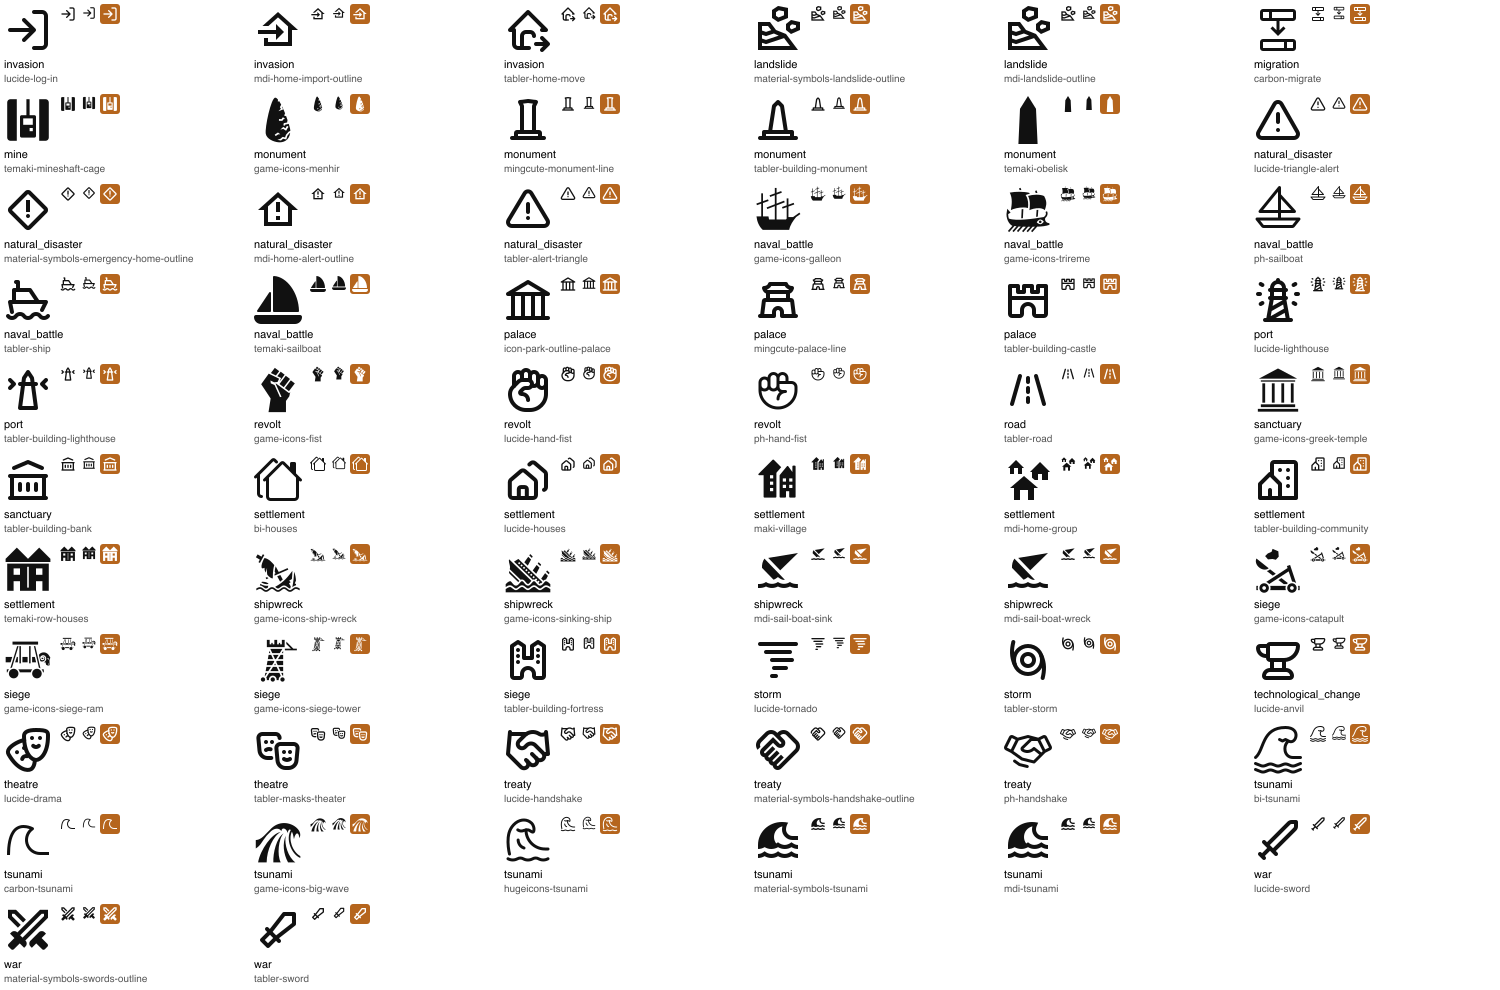 invasion
lucide-log-in
invasion
mdi-home-import-outline
invasion
tabler-home-move
landslide
material-symbols-landslide-outline
landslide
mdi-landslide-outline
migration
carbon-migrate
mine
temaki-mineshaft-cage
monument
game-icons-menhir
monument
mingcute-monument-line
monument
tabler-building-monument
monument
temaki-obelisk
natural_disaster
lucide-triangle-alert
natural_disaster
material-symbols-emergency-home-outline
natural_disaster
mdi-home-alert-outline
natural_disaster
tabler-alert-triangle
naval_battle
game-icons-galleon
naval_battle
game-icons-trireme
naval_battle
ph-sailboat
naval_battle
tabler-ship
naval_battle
temaki-sailboat
palace
icon-park-outline-palace
palace
mingcute-palace-line
palace
tabler-building-castle
port
lucide-lighthouse
port
tabler-building-lighthouse
revolt
game-icons-fist
revolt
lucide-hand-fist
revolt
ph-hand-fist
road
tabler-road
sanctuary
game-icons-greek-temple
sanctuary
tabler-building-bank
settlement
bi-houses
settlement
lucide-houses
settlement
maki-village
settlement
mdi-home-group
settlement
tabler-building-community
settlement
temaki-row-houses
shipwreck
game-icons-ship-wreck
shipwreck
game-icons-sinking-ship
shipwreck
mdi-sail-boat-sink
shipwreck
mdi-sail-boat-wreck
siege
game-icons-catapult
siege
game-icons-siege-ram
siege
game-icons-siege-tower
siege
tabler-building-fortress
storm
lucide-tornado
storm
tabler-storm
technological_change
lucide-anvil
theatre
lucide-drama
theatre
tabler-masks-theater
treaty
lucide-handshake
treaty
material-symbols-handshake-outline
treaty
ph-handshake
tsunami
bi-tsunami
tsunami
carbon-tsunami
tsunami
game-icons-big-wave
tsunami
hugeicons-tsunami
tsunami
material-symbols-tsunami
tsunami
mdi-tsunami
war
lucide-sword
war
material-symbols-swords-outline
war
tabler-sword